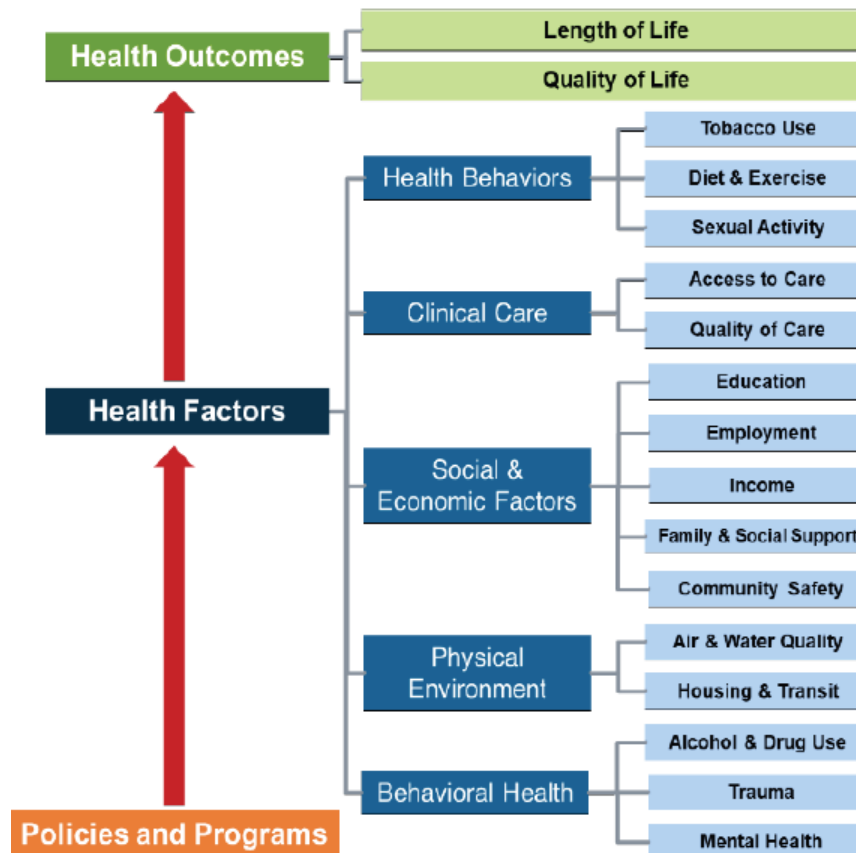 Health Outcomes
Length of Life
Quality of Life
Health Behaviors
Tobacco Use
Diet & Exercise
Sexual Activity
Clinical Care
Access to Care
Quality of Care
Health Factors
Social &
Economic Factors
Education
Employment
Income
Family & Social Support
Community Safety
Physical
Environment
Air & Water Quality
Housing & Transit
Behavioral Health
Alcohol & Drug Use
Trauma
Mental Health
Policies and Programs